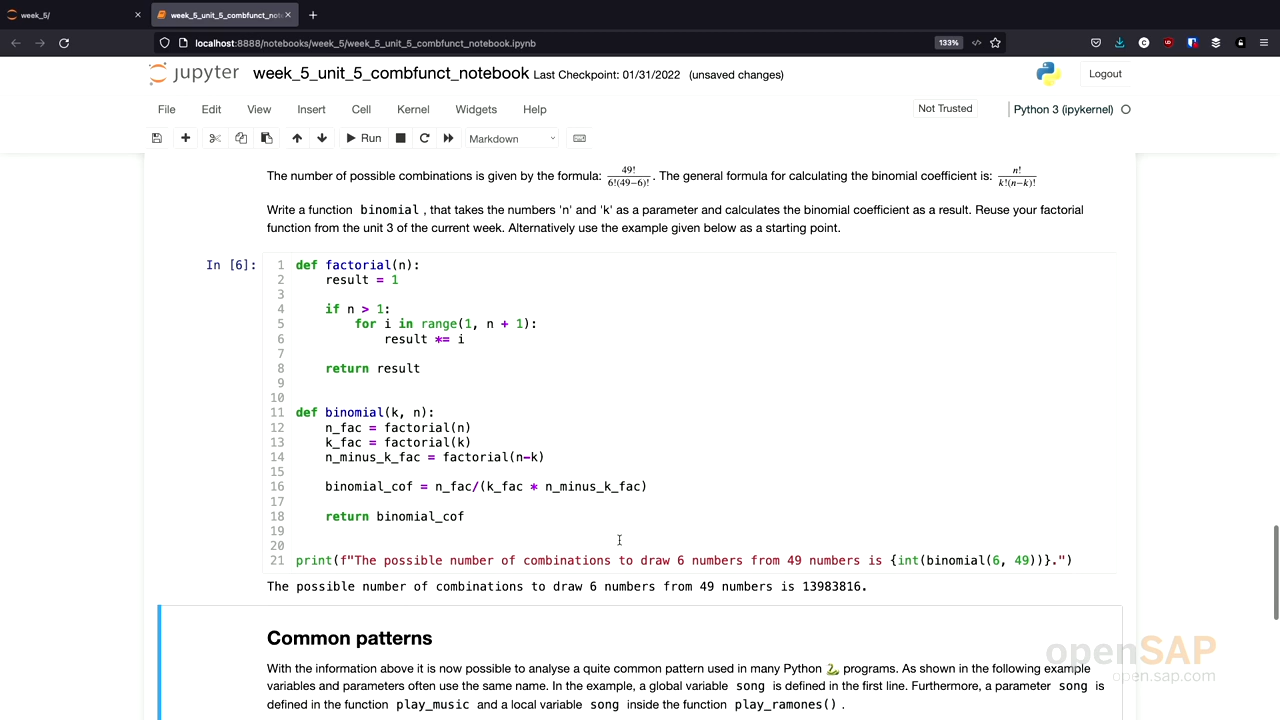 week_5/
week_5_unit_5_combfunct_not
localhost:8888/notebooks/week_5/week_5_unit_5_combfunct_notebook.ipynb
133%
jupyter week_5_unit_5_combfunct_notebook Last Checkpoint: 01/31/2022 (unsaved changes)
Logout
File Edit View Insert Cell Kernel Widgets Help
Not Trusted
Python 3 (ipykernel)
Run
Markdown
The number of possible combinations is given by the formula: 49!/6!(49−6)!. The general formula for calculating the binomial coefficient is: n!/k!(n−k)!
Write a function binomial, that takes the numbers 'n' and 'k' as a parameter and calculates the binomial coefficient as a result. Reuse your factorial
function from the unit 3 of the current week. Alternatively use the example given below as a starting point.
In [6]:
1 def factorial(n):
2     result = 1
3
4     if n > 1:
5         for i in range(1, n + 1):
6             result *= i
7
8     return result
9
10
11 def binomial(k, n):
12     n_fac = factorial(n)
13     k_fac = factorial(k)
14     n_minus_k_fac = factorial(n-k)
15
16     binomial_cof = n_fac/(k_fac * n_minus_k_fac)
17
18     return binomial_cof
19
20
21 print(f"The possible number of combinations to draw 6 numbers from 49 numbers is {int(binomial(6, 49))}.")
The possible number of combinations to draw 6 numbers from 49 numbers is 13983816.
Common patterns
With the information above it is now possible to analyse a quite common pattern used in many Python 🐍 programs. As shown in the following example
variables and parameters often use the same name. In the example, a global variable song is defined in the first line. Furthermore, a parameter song is
defined in the function play_music and a local variable song inside the function play_ramones().
openSAP
open.sap.com